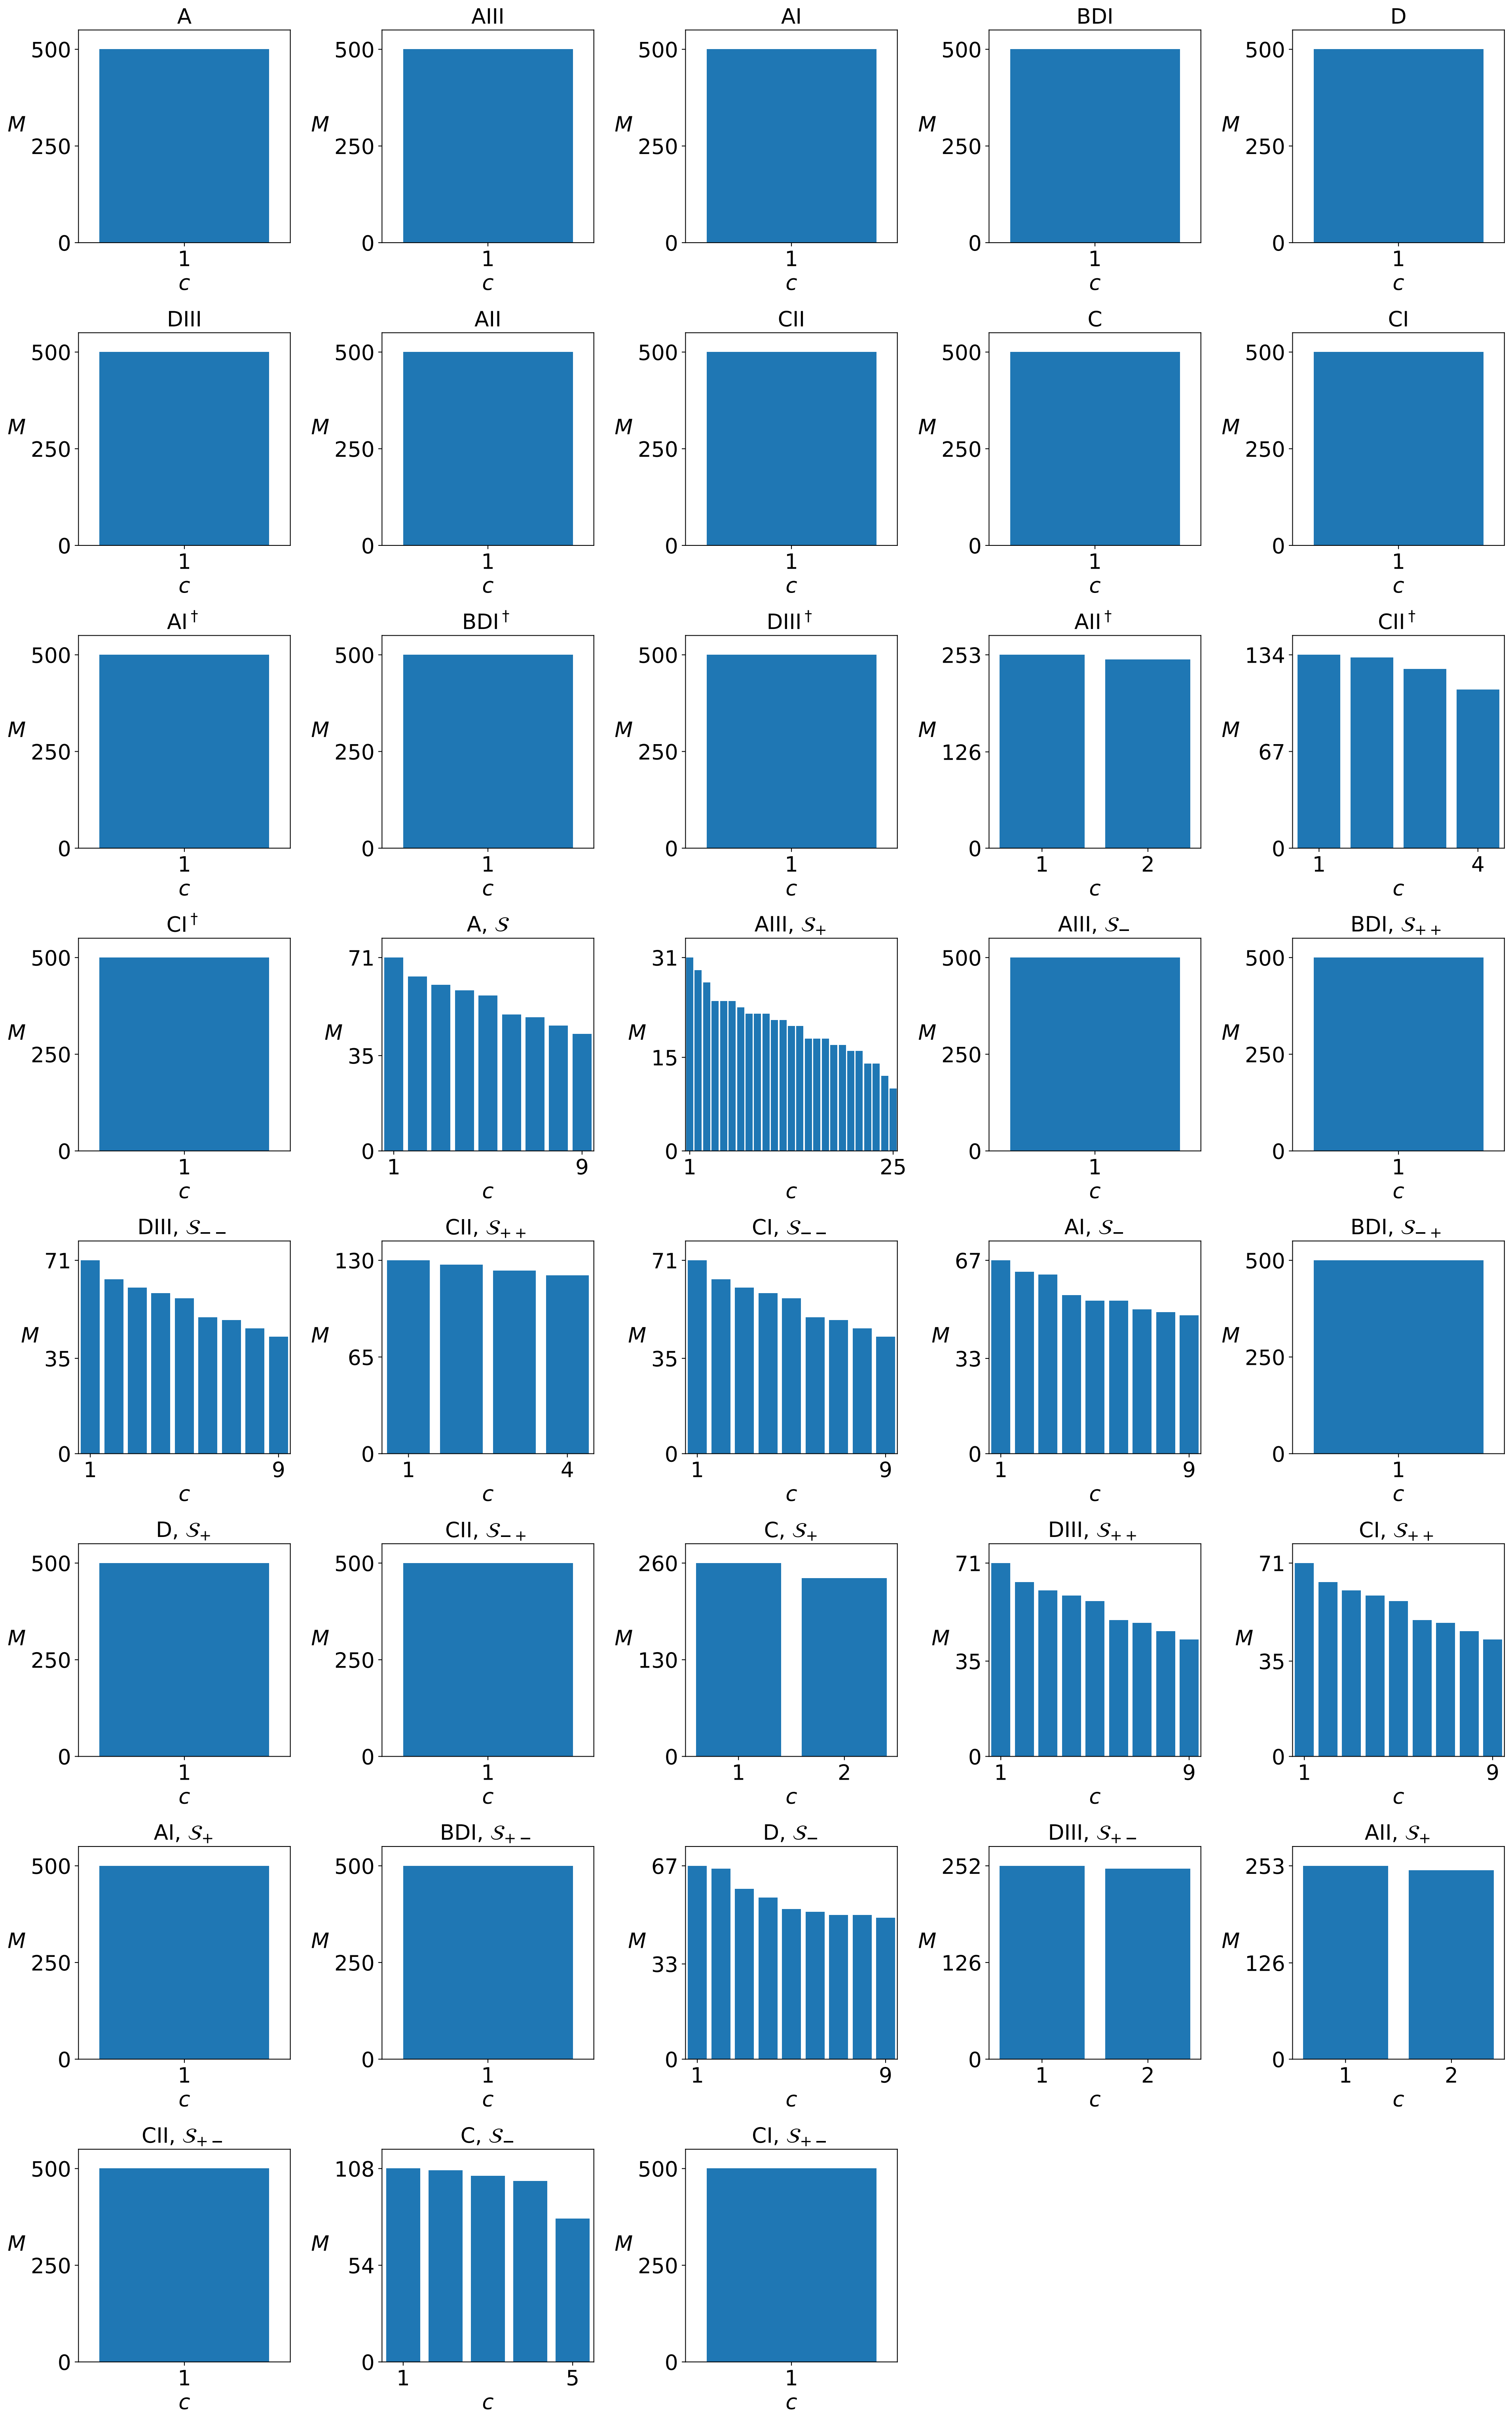 A AIII AI BDI D
500 500 500 500 500
M M M M M
250 250 250 250 250
0 0 0 0 0
1 1 1 1 1
c c c c c
DIII AII CII C CI
500 500 500 500 500
M M M M M
250 250 250 250 250
0 0 0 0 0
1 1 1 1 1
c c c c c
AI† BDI† DIII† AII† CII†
500 500 500 253 134
M M M M M
250 250 250 126 67
0 0 0 0 0
1 1 1 1 2 1 4
c c c c c
CI† A, 𝒮 AIII, 𝒮₊ AIII, 𝒮₋ BDI, 𝒮₊₊
500 71 31 500 500
M M M M M
250 35 15 250 250
0 0 0 0 0
1 1 9 1 25 1 1
c c c c c
DIII, 𝒮₋₋ CII, 𝒮₊₊ CI, 𝒮₋₋ AI, 𝒮₋ BDI, 𝒮₋₊
71 130 71 67 500
M M M M M
35 65 35 33 250
0 0 0 0 0
1 9 1 4 1 9 1 9 1
c c c c c
D, 𝒮₊ CII, 𝒮₋₊ C, 𝒮₊ DIII, 𝒮₊₊ CI, 𝒮₊₊
500 500 260 71 71
M M M M M
250 250 130 35 35
0 0 0 0 0
1 1 1 2 1 9 1 9
c c c c c
AI, 𝒮₊ BDI, 𝒮₊₋ D, 𝒮₋ DIII, 𝒮₊₋ AII, 𝒮₊
500 500 67 252 253
M M M M M
250 250 33 126 126
0 0 0 0 0
1 1 1 9 1 2 1 2
c c c c c
CII, 𝒮₊₋ C, 𝒮₋ CI, 𝒮₊₋
500 108 500
M M M
250 54 250
0 0 0
1 1 5 1
c c c